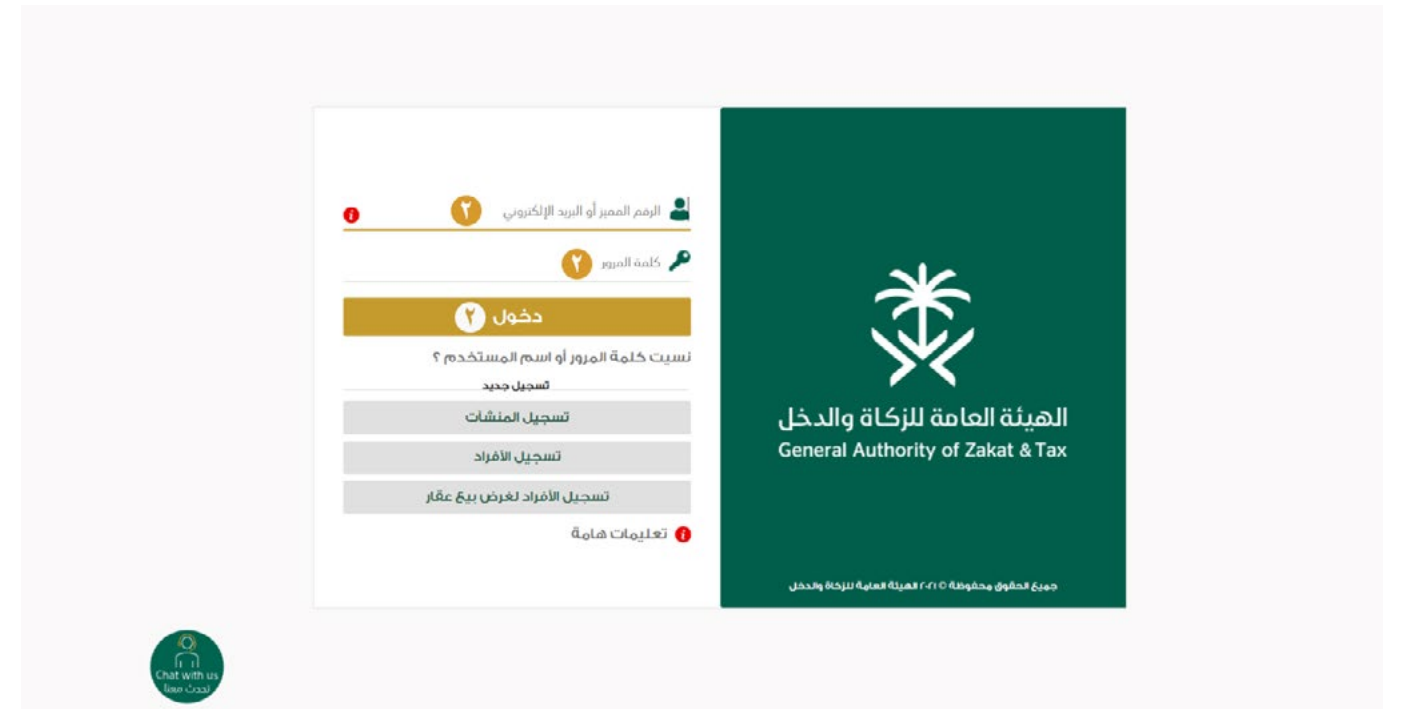 الرقم المميز أو البريد الإلكتروني ٢
كلمة المرور ٢
دخول ٢
نسيت كلمة المرور أو اسم المستخدم ؟
تسجيل جديد
تسجيل المنشآت
تسجيل الأفراد
تسجيل الأفراد لغرض بيع عقار
تعليمات هامة
الهيئة العامة للزكاة والدخل
General Authority of Zakat & Tax
جميع الحقوق محفوظة © ٢٠٢١ الهيئة العامة للزكاة والدخل
Chat with us
تحدث معنا